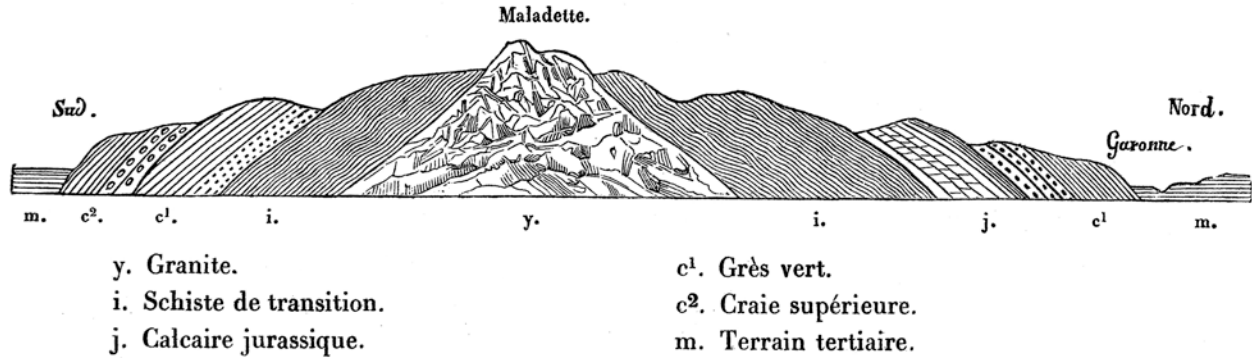 Maladette.
Sud.
Nord.
Garonne.
m. c². c¹. i. y. i. j. c¹ m.
y. Granite.
i. Schiste de transition.
j. Calcaire jurassique.
c¹. Grès vert.
c². Craie supérieure.
m. Terrain tertiaire.